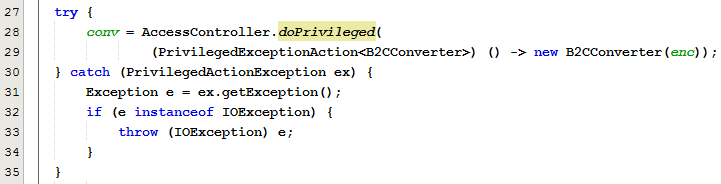 27 try {
28 conv = AccessController.doPrivileged(
29 (PrivilegedExceptionAction<B2CConverter>) () -> new B2CConverter(enc));
30 } catch (PrivilegedActionException ex) {
31 Exception e = ex.getException();
32 if (e instanceof IOException) {
33 throw (IOException) e;
34 }
35 }